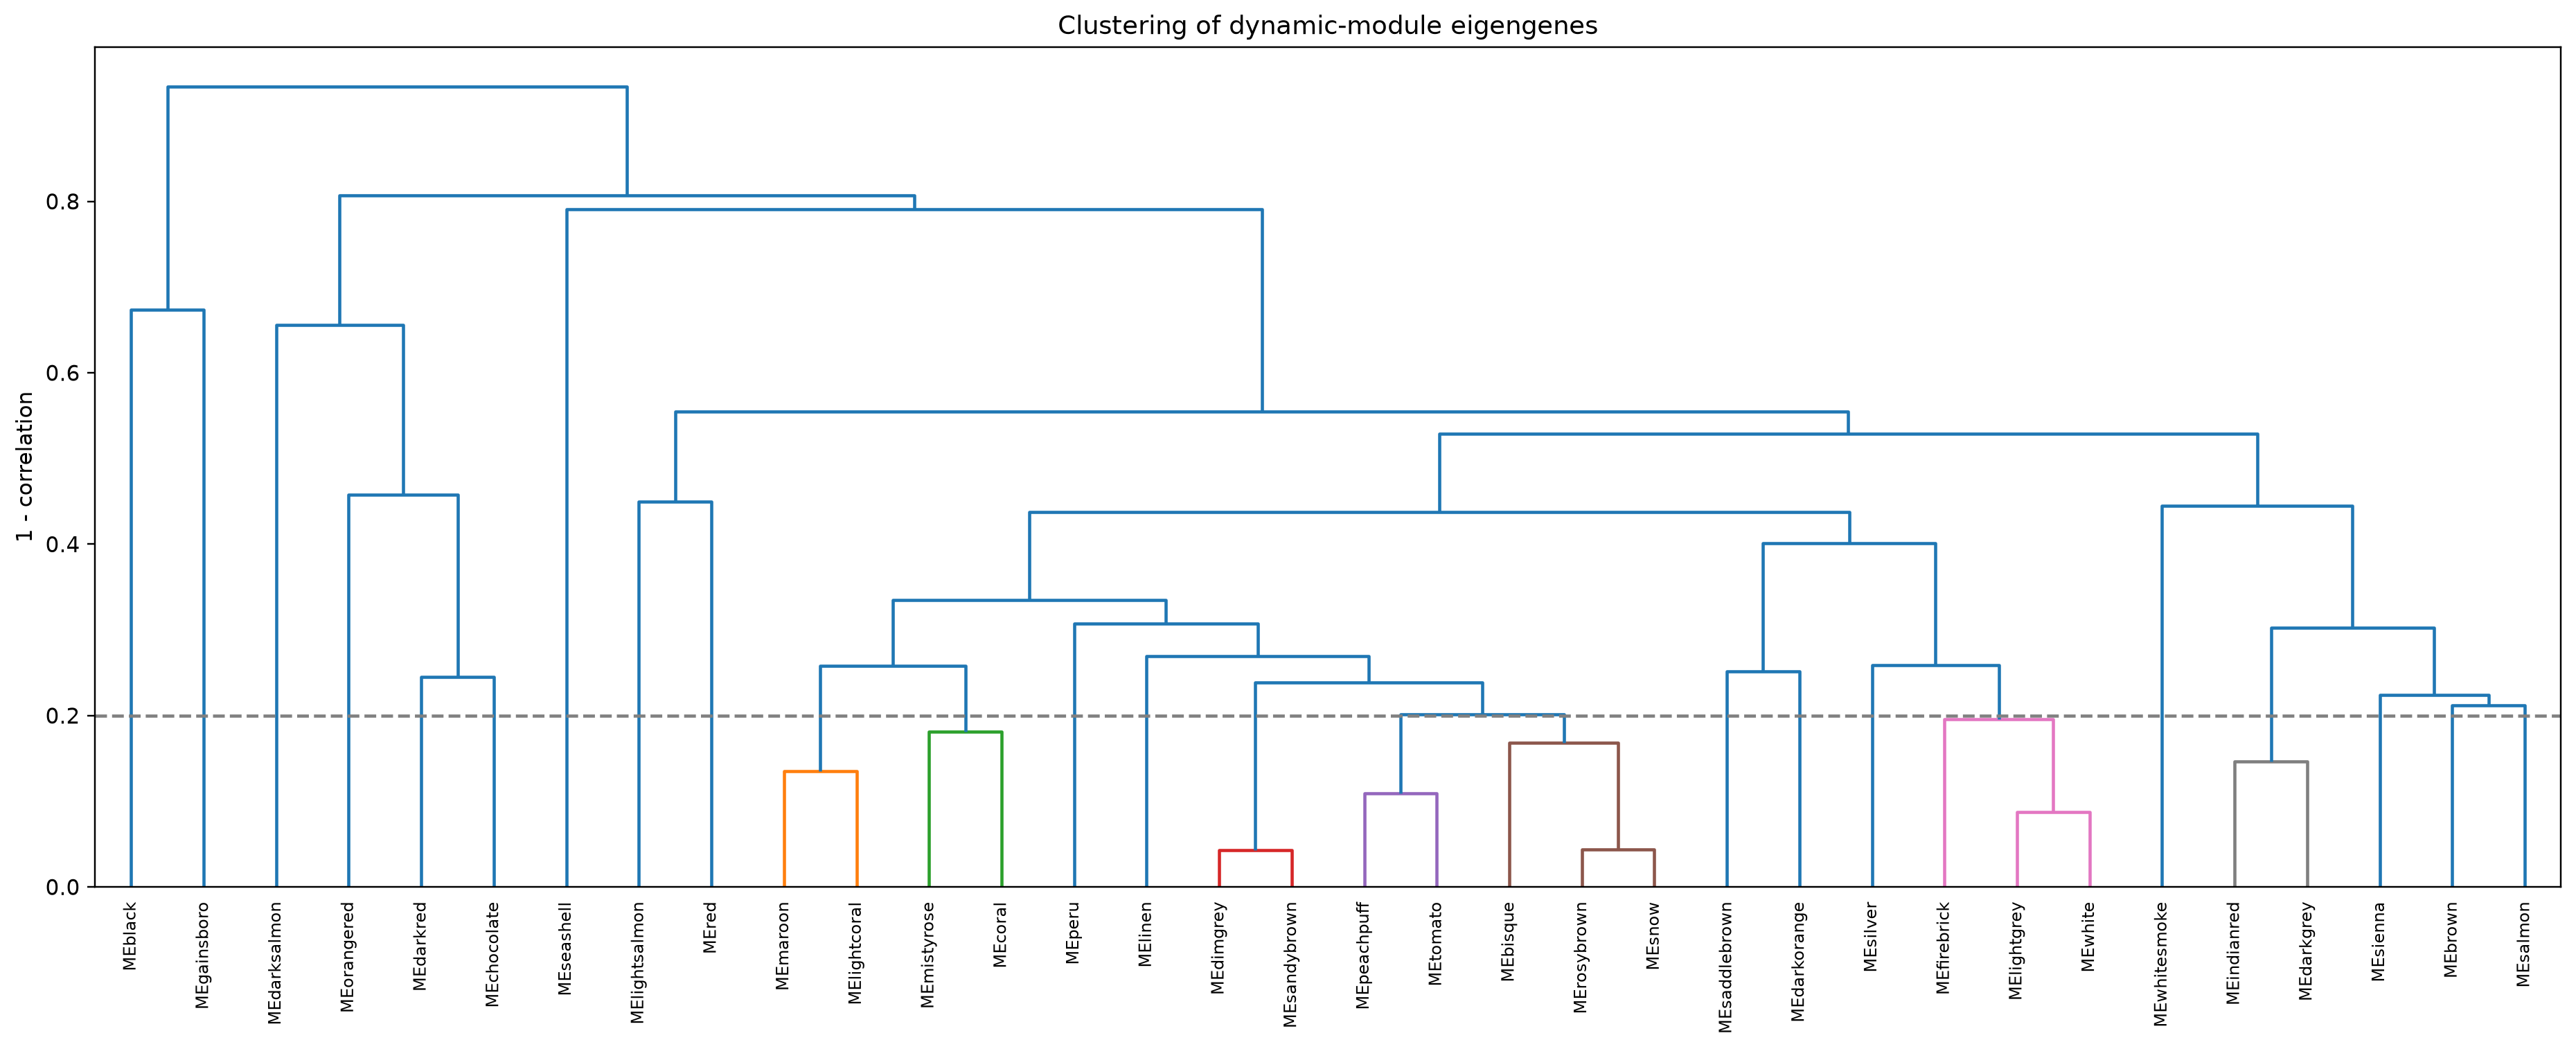 Clustering of dynamic-module eigengenes
1 - correlation
0.8
0.6
0.4
0.2
0.0
MEblack
MEgainsboro
MEdarksalmon
MEorangered
MEdarkred
MEchocolate
MEseashell
MElightsalmon
MEred
MEmaroon
MElightcoral
MEmistyrose
MEcoral
MEperu
MElinen
MEdimgrey
MEsandybrown
MEpeachpuff
MEtomato
MEbisque
MErosybrown
MEsnow
MEsaddlebrown
MEdarkorange
MEsilver
MEfirebrick
MElightgrey
MEwhite
MEwhitesmoke
MEindianred
MEdarkgrey
MEsienna
MEbrown
MEsalmon